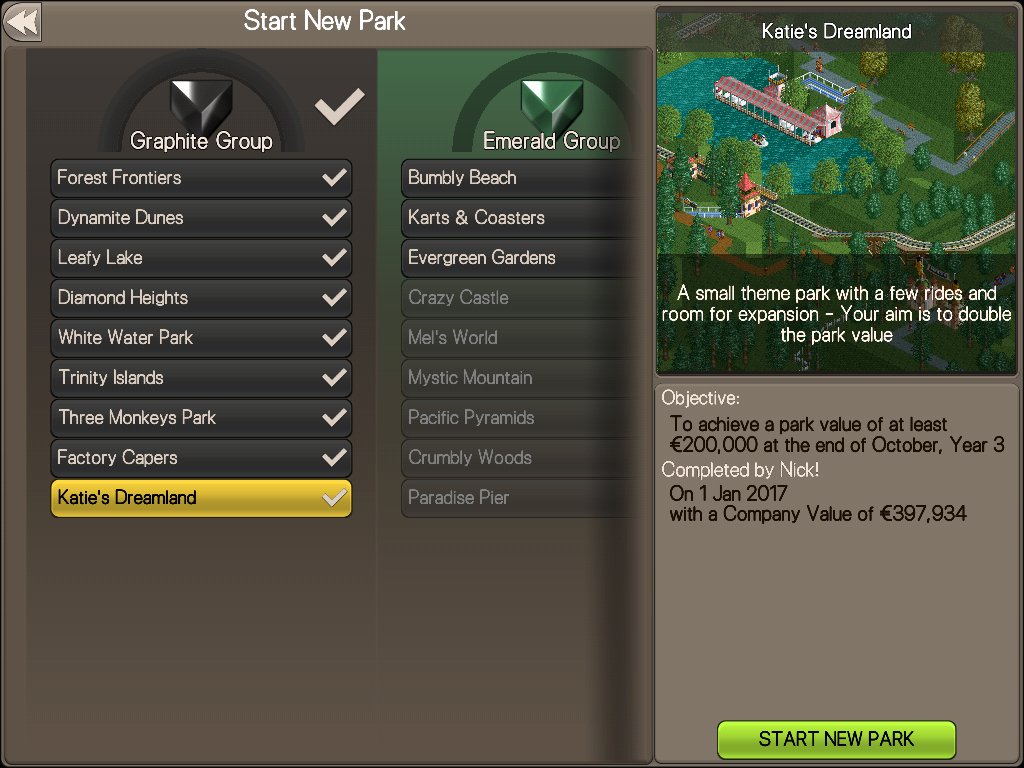 Start New Park
Graphite Group
Forest Frontiers
Dynamite Dunes
Leafy Lake
Diamond Heights
White Water Park
Trinity Islands
Three Monkeys Park
Factory Capers
Katie's Dreamland
Emerald Group
Bumbly Beach
Karts & Coasters
Evergreen Gardens
Crazy Castle
Mel's World
Mystic Mountain
Pacific Pyramids
Crumbly Woods
Paradise Pier
Katie's Dreamland
A small theme park with a few rides and
room for expansion - Your aim is to double
the park value
Objective:
To achieve a park value of at least
€200,000 at the end of October, Year 3
Completed by Nick!
On 1 Jan 2017
with a Company Value of €397,934
START NEW PARK